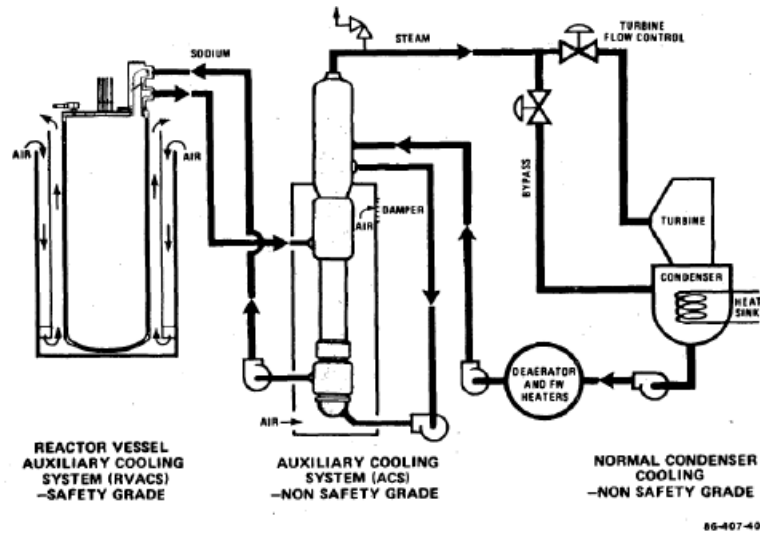 SODIUM
STEAM
TURBINE
FLOW CONTROL
AIR
AIR
BYPASS
DAMPER
AIR
TURBINE
CONDENSER
HEAT
SINK
DEAERATOR
AND FW
HEATERS
AIR
REACTOR VESSEL
AUXILIARY COOLING
SYSTEM (RVACS)
–SAFETY GRADE
AUXILIARY COOLING
SYSTEM (ACS)
–NON SAFETY GRADE
NORMAL CONDENSER
COOLING
–NON SAFETY GRADE
86-407-40